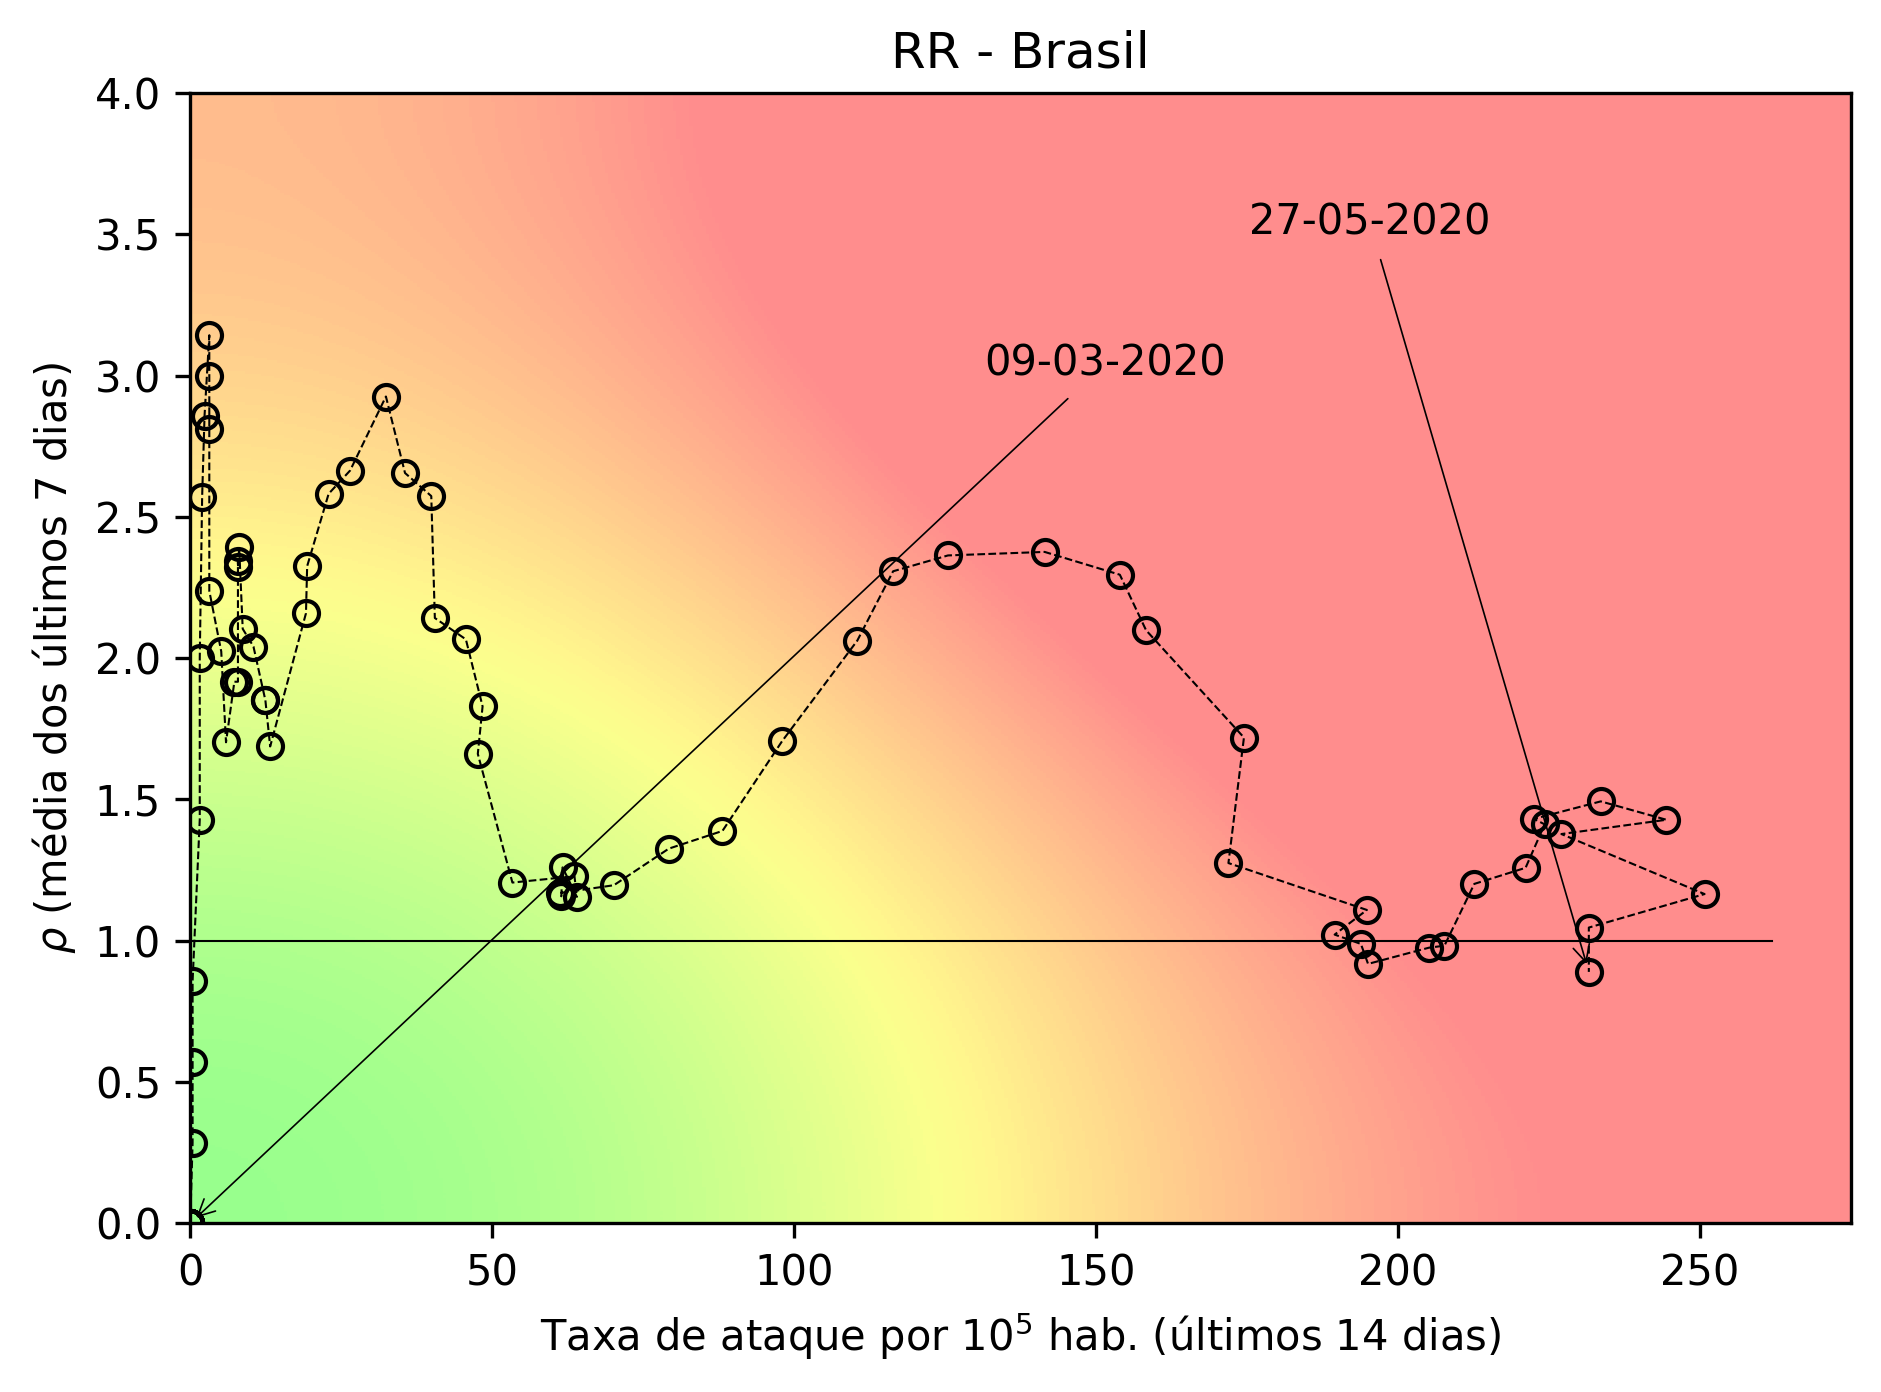 RR - Brasil
4.0
3.5
3.0
2.5
2.0
1.5
1.0
0.5
0.0
ρ (média dos últimos 7 dias)
27-05-2020
09-03-2020
0 50 100 150 200 250
Taxa de ataque por 10⁵ hab. (últimos 14 dias)